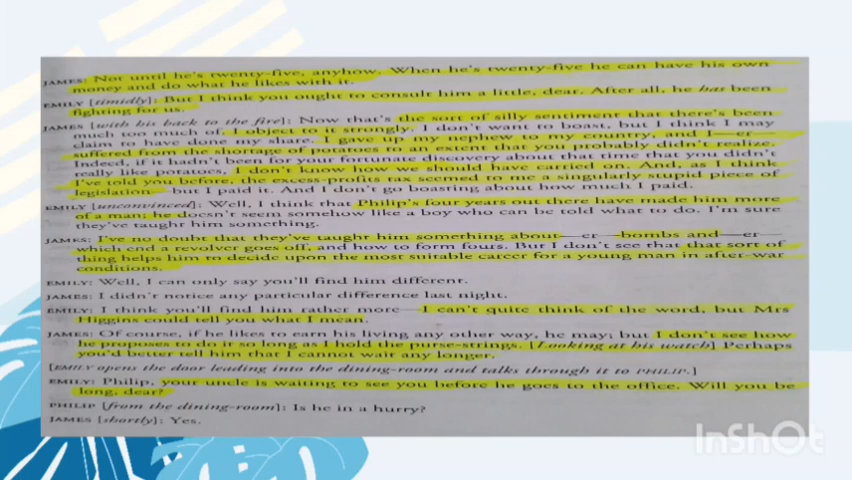 JAMES: Not until he's twenty-five, anyhow. When he's twenty-five he can have his own
money and do what he likes with it.
EMILY [timidly]: But I think you ought to consult him a little, dear. After all, he has been
fighting for us.
JAMES [with his back to the fire]: Now that's the sort of silly sentiment that there's been
much too much of. I object to it strongly. I don't want to boast, but I think I may
claim to have done my share. I gave up my nephew to my country, and I—er—
suffered from the shortage of potatoes to an extent that you probably didn't realize.
Indeed, if it hadn't been for your fortunate discovery about that time that you didn't
really like potatoes, I don't know how we should have carried on. And, as I think
I've told you before, the excess-profits tax seemed to me a singularly stupid piece of
legislation—but I paid it. And I don't go boasting about how much I paid.
EMILY [unconvinced]: Well, I think that Philip's four years out there have made him more
of a man; he doesn't seem somehow like a boy who can be told what to do. I'm sure
they've taught him something.
JAMES: I've no doubt that they've taught him something about—er—bombs and—er—
which end a revolver goes off, and how to form fours. But I don't see that that sort of
thing helps him to decide upon the most suitable career for a young man in after-war
conditions.
EMILY: Well, I can only say you'll find him different.
JAMES: I didn't notice any particular difference last night.
EMILY: I think you'll find him rather more—I can't quite think of the word, but Mrs
Higgins could tell you what I mean.
JAMES: Of course, if he likes to earn his living any other way, he may; but I don't see how
he proposes to do it so long as I hold the purse-strings. [Looking at his watch] Perhaps
you'd better tell him that I cannot wait any longer.
[EMILY opens the door leading into the dining-room and talks through it to PHILIP.]
EMILY: Philip, your uncle is waiting to see you before he goes to the office. Will you be
long, dear?
PHILIP [from the dining-room]: Is he in a hurry?
JAMES [shortly]: Yes.
InShOt